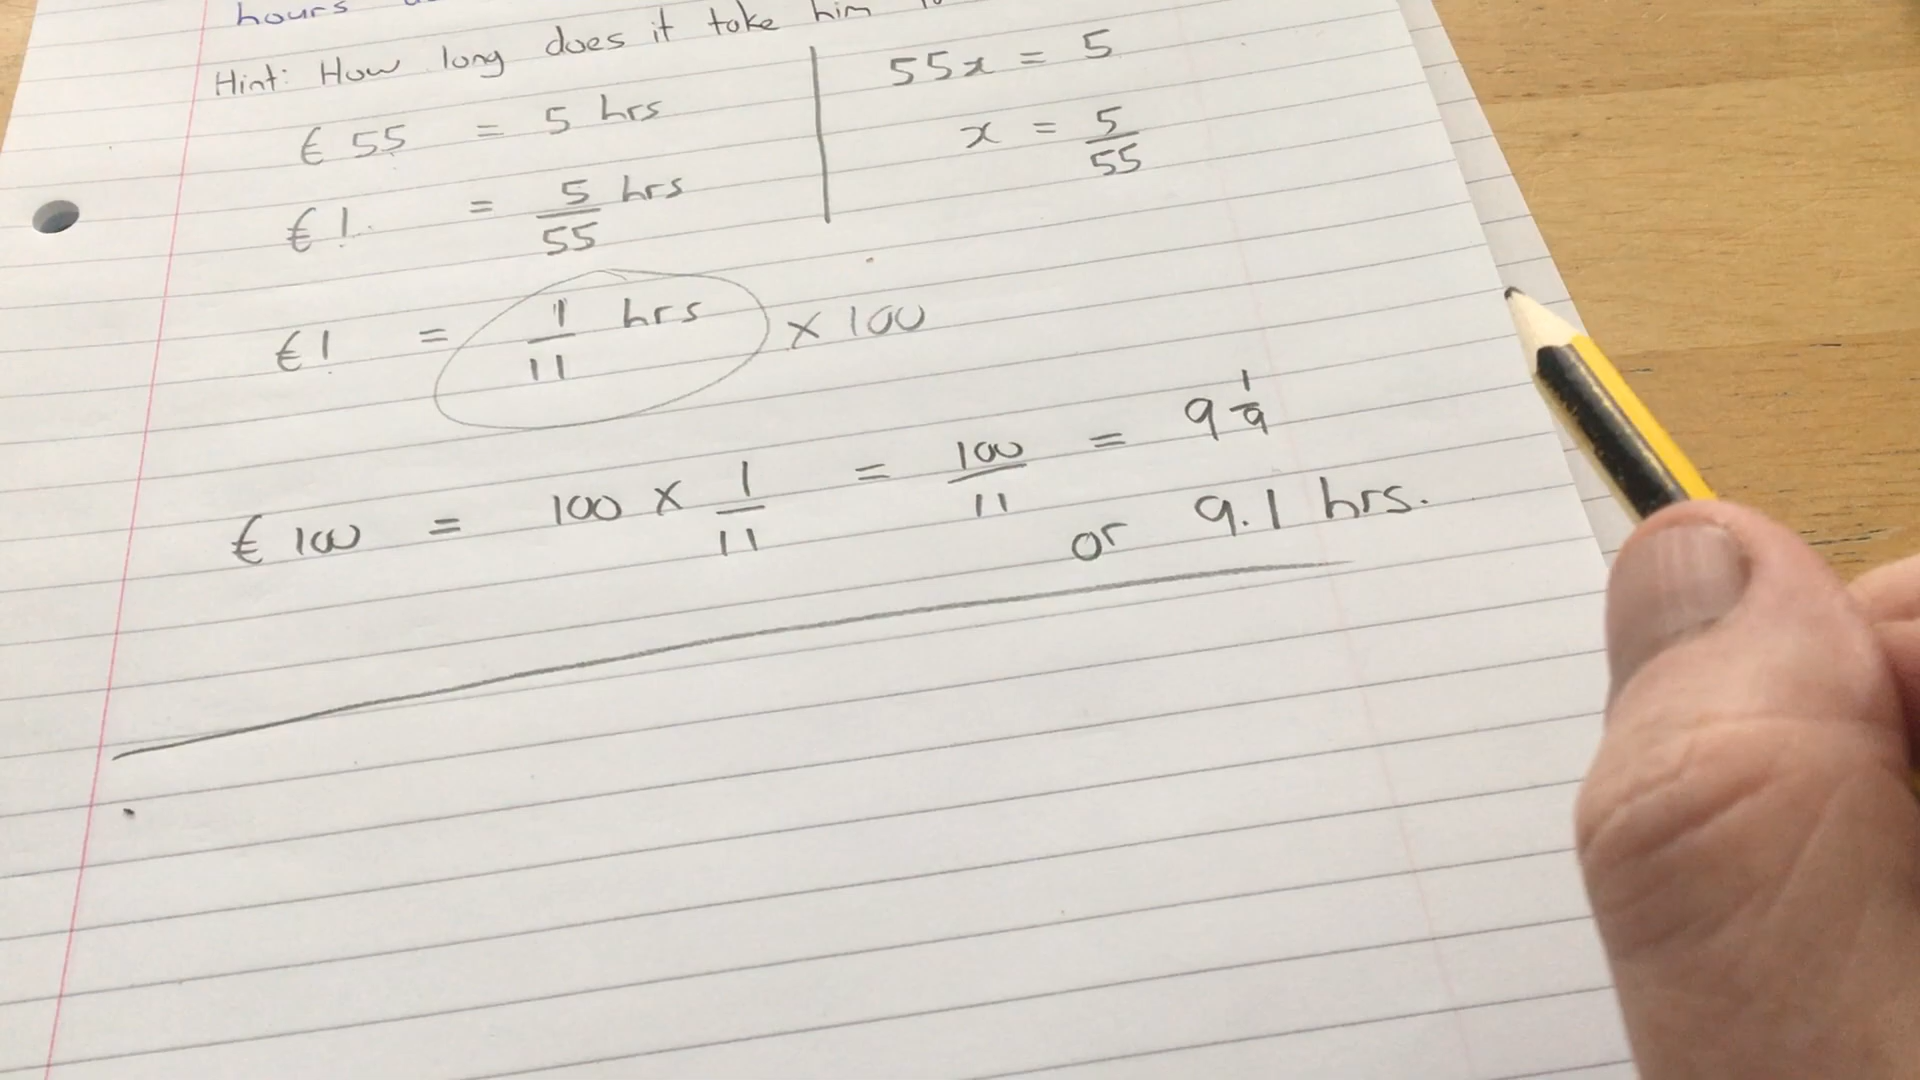 hours
Hint: How long does it take him
€ 55 = 5 hrs
€ 1 = 5/55 hrs
€ 1 = 1/11 hrs × 100
€ 100 = 100 × 1/11 = 100/11 = 9 1/9
or 9.1 hrs.
55x = 5
x = 5/55